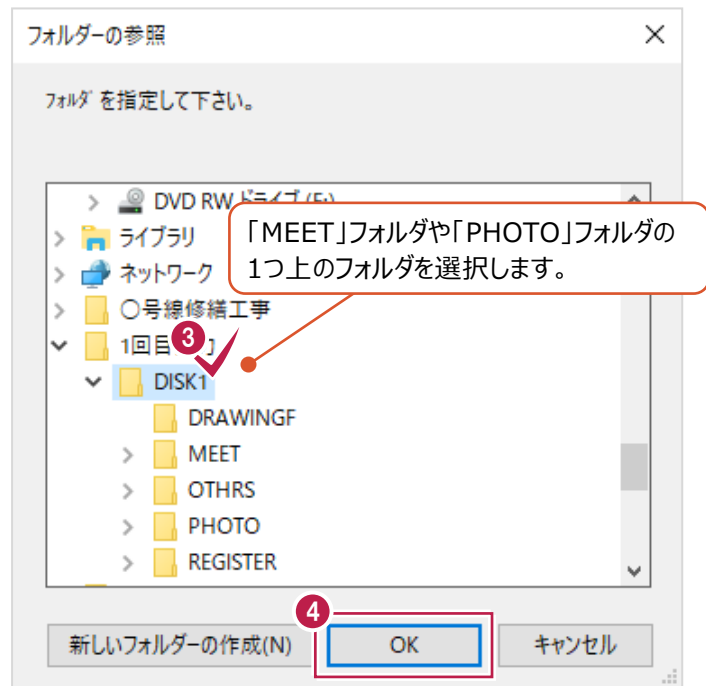 フォルダーの参照
ﾌｫﾙﾀﾞを指定して下さい。
DVD RW ドライブ (F:)
ライブラリ
ネットワーク
「MEET」フォルダや「PHOTO」フォルダの
1つ上のフォルダを選択します。
〇号線修繕工事
1回目
3
DISK1
DRAWINGF
MEET
OTHRS
PHOTO
REGISTER
4
新しいフォルダーの作成(N)
OK
キャンセル